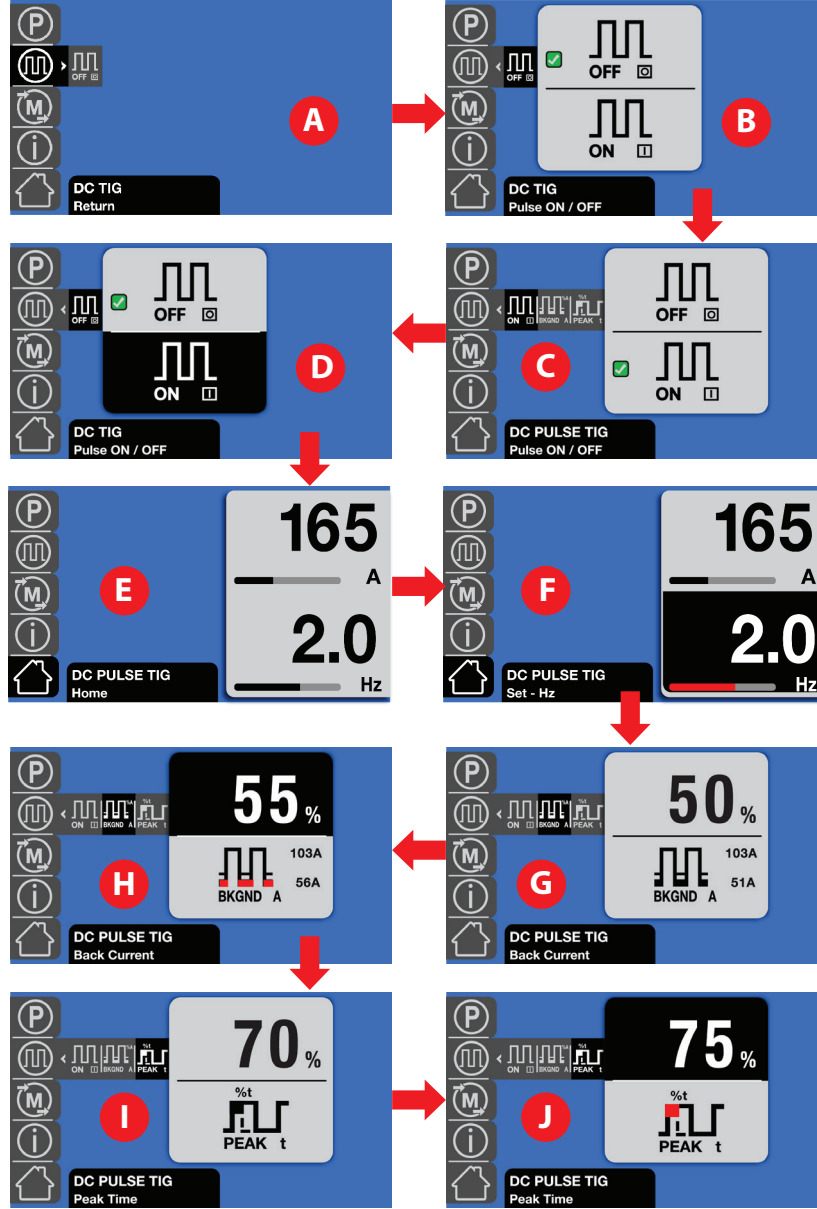 P
OFF
M
A
i
DC TIG
Return
P
OFF
OFF
ON
M
B
i
DC TIG
Pulse ON / OFF
P
OFF
OFF
ON
M
D
i
DC TIG
Pulse ON / OFF
P
ON
BKGND A
%t
PEAK t
OFF
ON
M
C
i
DC PULSE TIG
Pulse ON / OFF
P
165
A
M
E
2.0
Hz
i
DC PULSE TIG
Home
P
165
A
M
F
2.0
Hz
i
DC PULSE TIG
Set - Hz
P
55 %
ON
BKGND A
%t
PEAK t
M
103A
56A
BKGND A
H
i
DC PULSE TIG
Back Current
P
50 %
ON
BKGND A
%t
PEAK t
M
103A
51A
BKGND A
G
i
DC PULSE TIG
Back Current
P
70 %
ON
BKGND A
%t
PEAK t
M
%t
PEAK t
I
i
DC PULSE TIG
Peak Time
P
75 %
ON
BKGND A
%t
PEAK t
M
%t
PEAK t
J
i
DC PULSE TIG
Peak Time